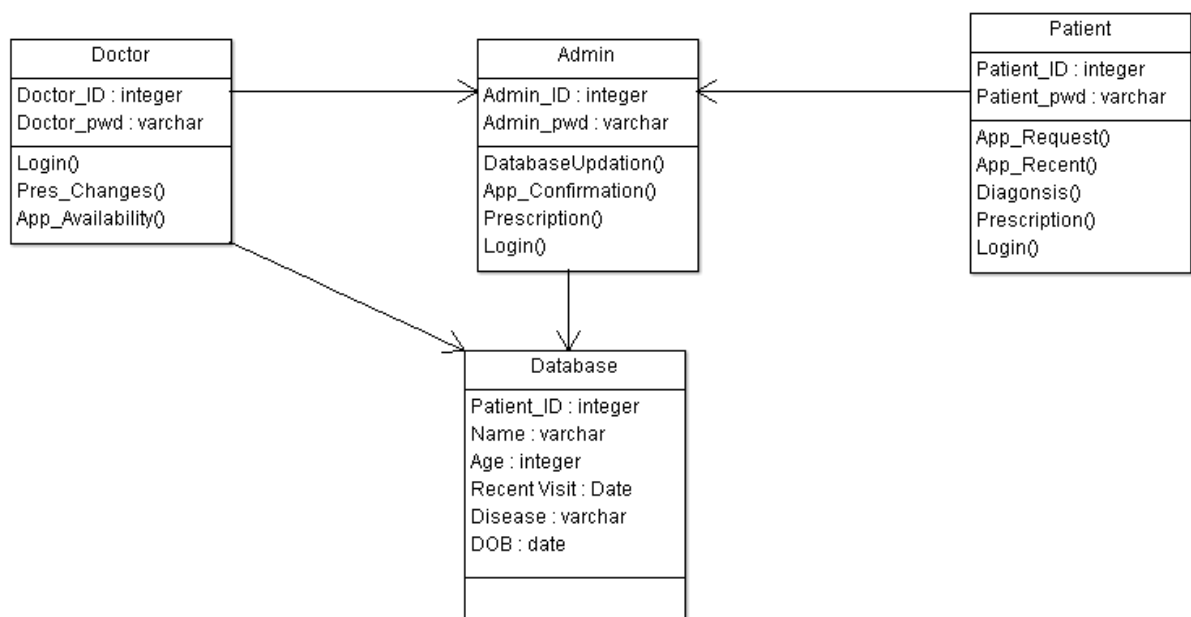 Doctor
Doctor_ID : integer
Doctor_pwd : varchar
Login()
Pres_Changes()
App_Availability()
Admin
Admin_ID : integer
Admin_pwd : varchar
DatabaseUpdation()
App_Confirmation()
Prescription()
Login()
Patient
Patient_ID : integer
Patient_pwd : varchar
App_Request()
App_Recent()
Diagonsis()
Prescription()
Login()
Database
Patient_ID : integer
Name : varchar
Age : integer
Recent Visit : Date
Disease : varchar
DOB : date